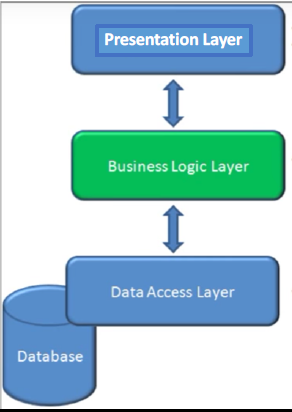 Presentation Layer
Business Logic Layer
Data Access Layer
Database